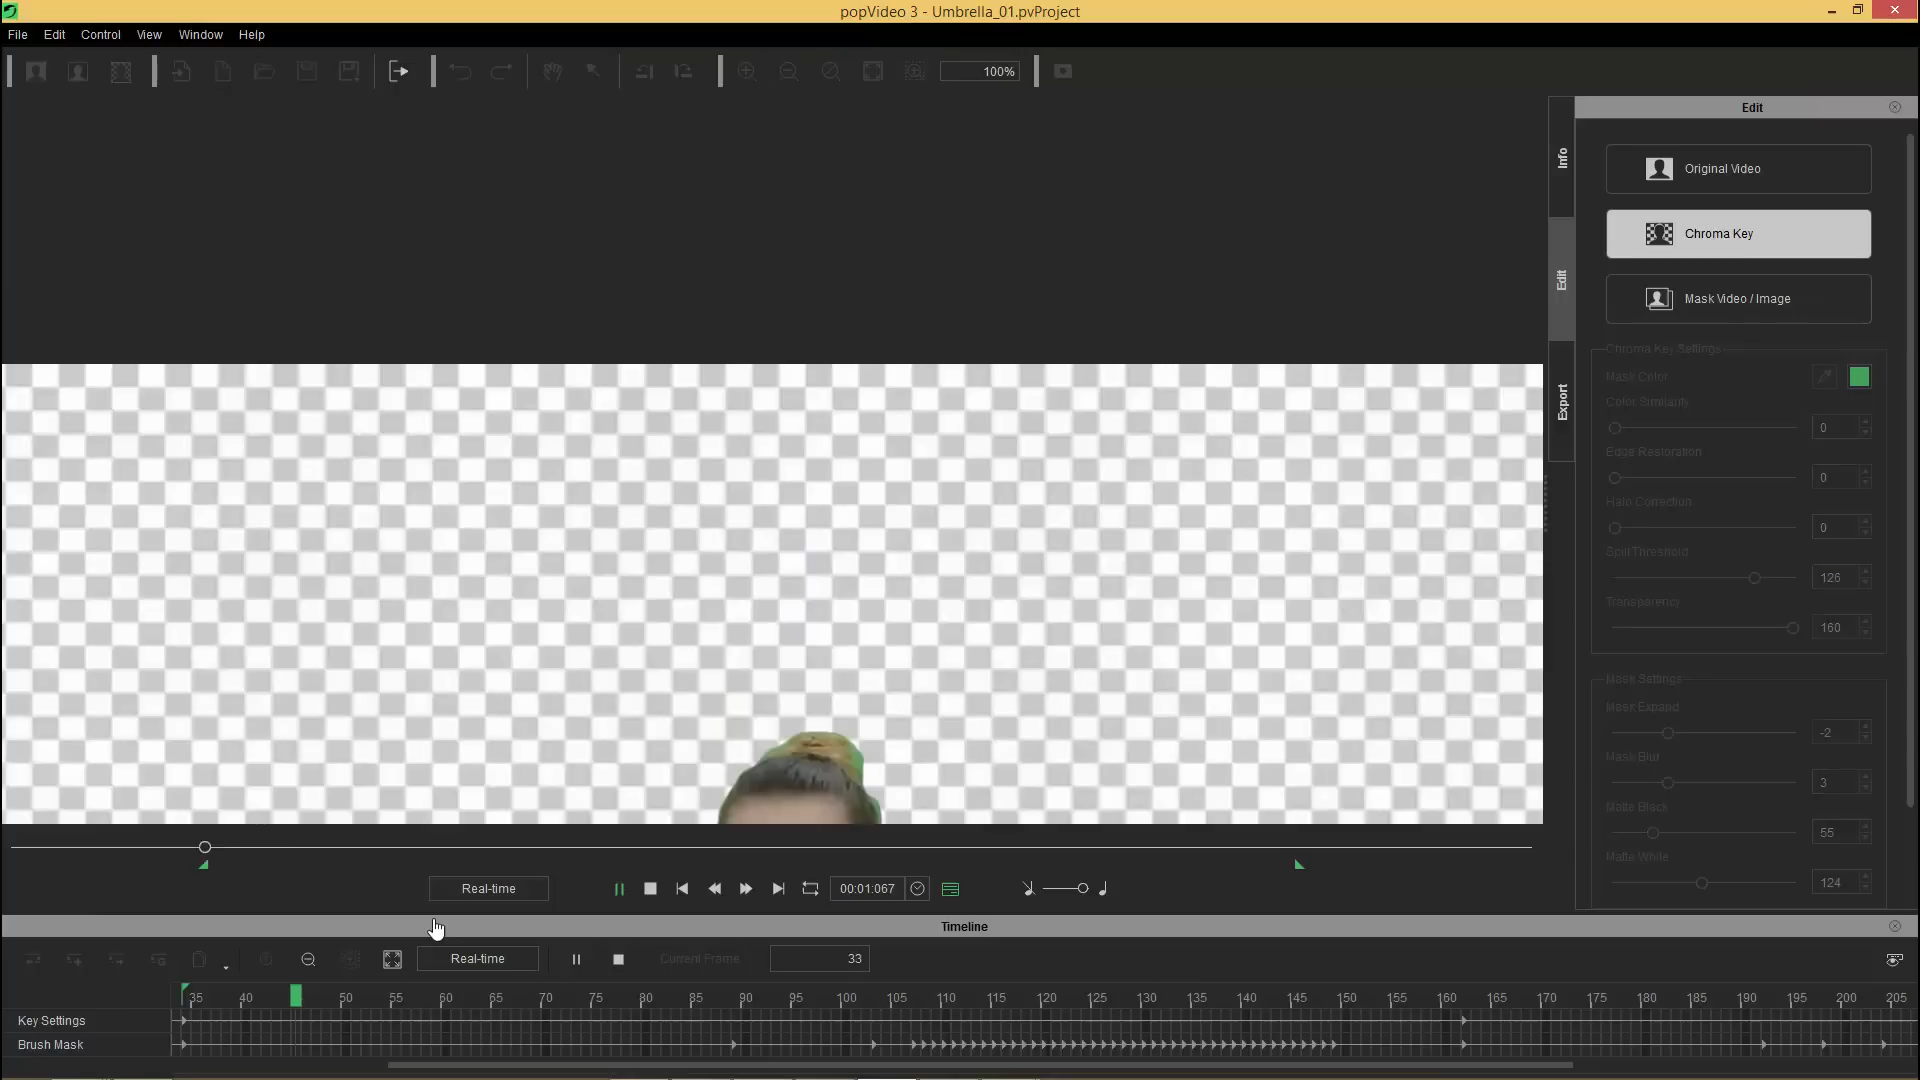 popVideo 3 - Umbrella_01.pvProject
File Edit Control View Window Help
100%
Info
Edit
Export
Edit
Original Video
Chroma Key
Mask Video / Image
Chroma Key Settings
Mask Color
Color Similarity
0
Edge Restoration
0
Halo Correction
0
Spill Threshold
126
Transparency
160
Mask Settings
Mask Expand
-2
Mask Blur
3
Matte Black
55
Matte White
124
Real-time
00:01:067
Timeline
Real-time
Current Frame
33
35 40 50 55 60 65 70 75 80 85 90 95 100 105 110 115 120 125 130 135 140 145 150 155 160 165 170 175 180 185 190 195 200 205
Key Settings
Brush Mask